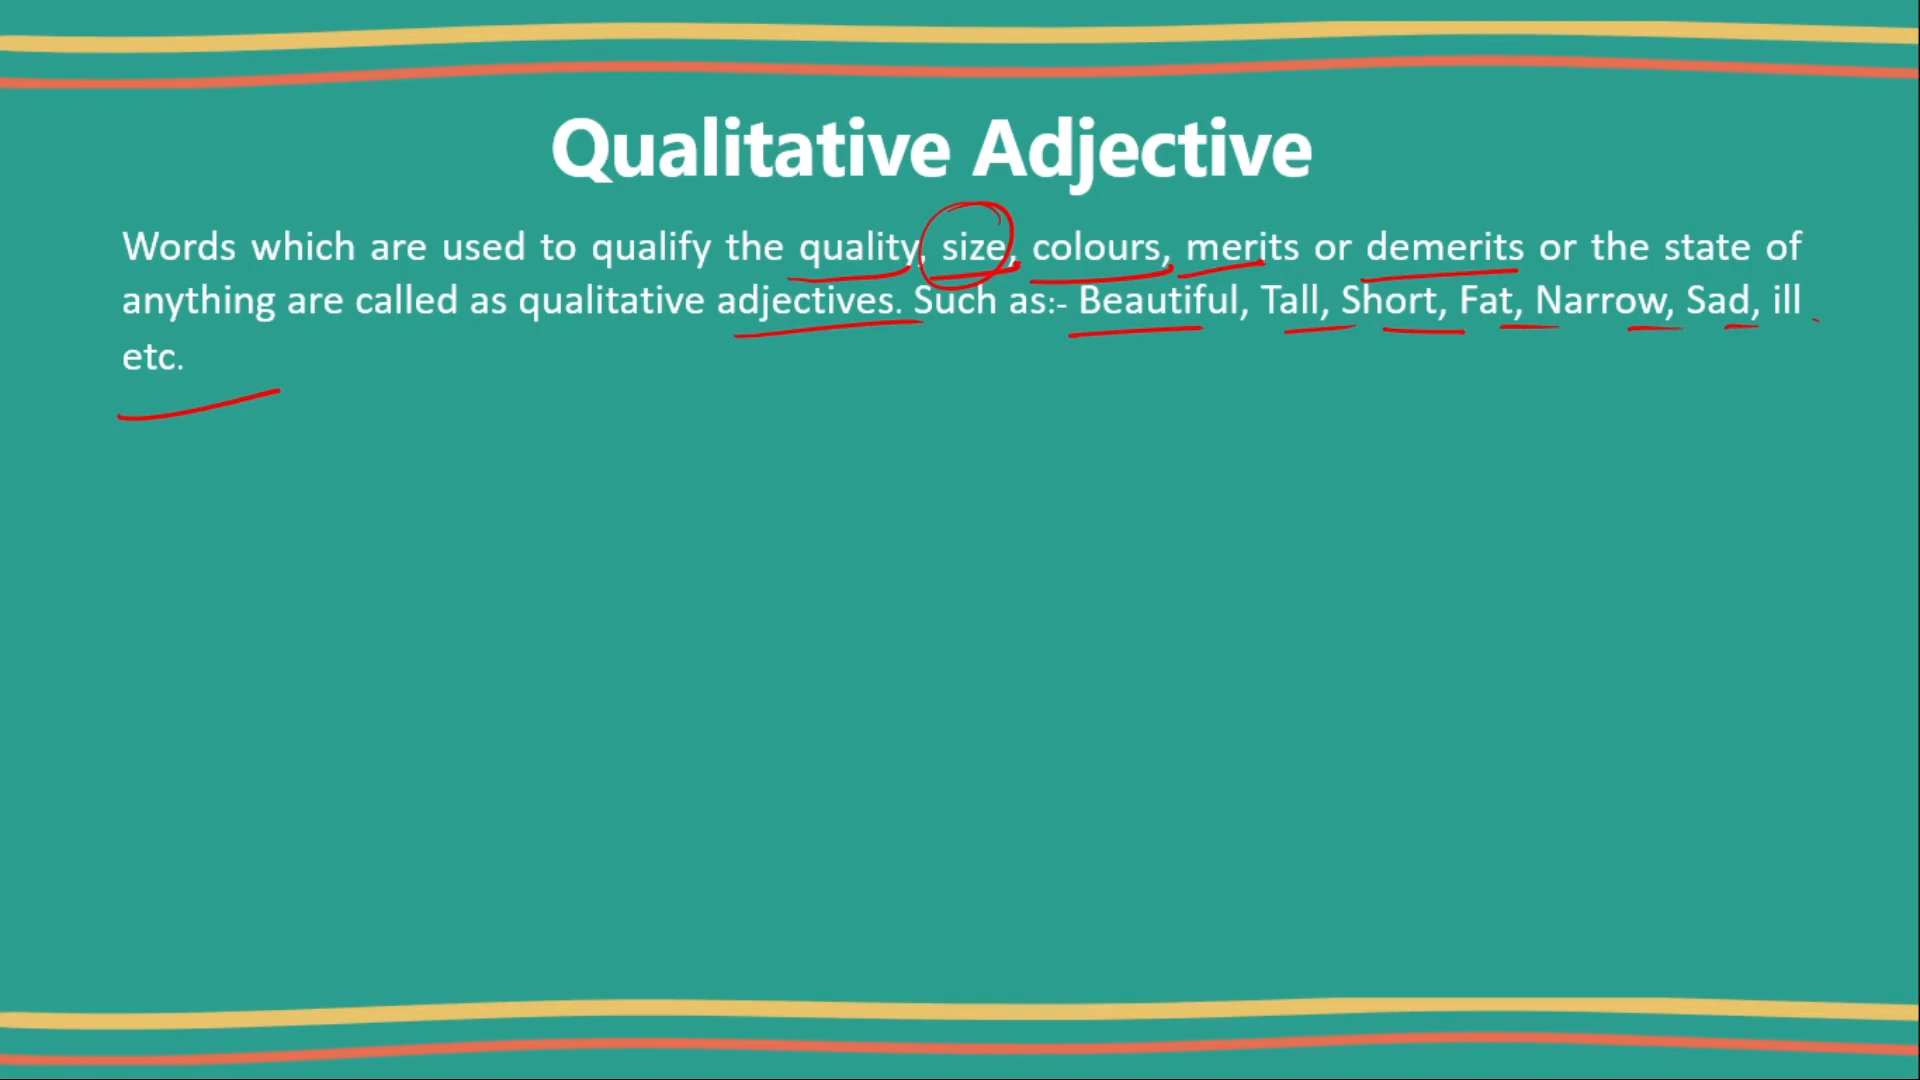 Qualitative Adjective
Words which are used to qualify the quality, size, colours, merits or demerits or the state of
anything are called as qualitative adjectives. Such as:- Beautiful, Tall, Short, Fat, Narrow, Sad, ill
etc.